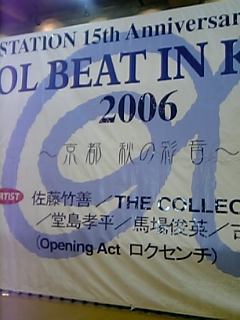 STATION 15th Anniversar
OL BEAT IN K
2006
～京都 秋の彩音～
ARTIST 佐藤竹善／THE COLLEC
／堂島孝平／馬場俊英／
(Opening Act ロクセンチ)